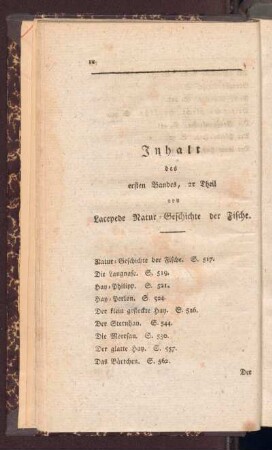 Inhalt
des
ersten Bandes, 2r Theil
von
Lacepede Natur-Geschichte der Fische.
Natur-Geschichte der Fische. S. 517.
Die Langnase. S. 519.
Hay-Philipp. S. 521.
Hay-Perlon. S. 524.
Der klein gefleckte Hay. S. 526.
Der Sternhay. S. 544.
Die Meersau. S. 550.
Der glatte Hay. S. 557.
Das Bärtchen. S. 562.
Der